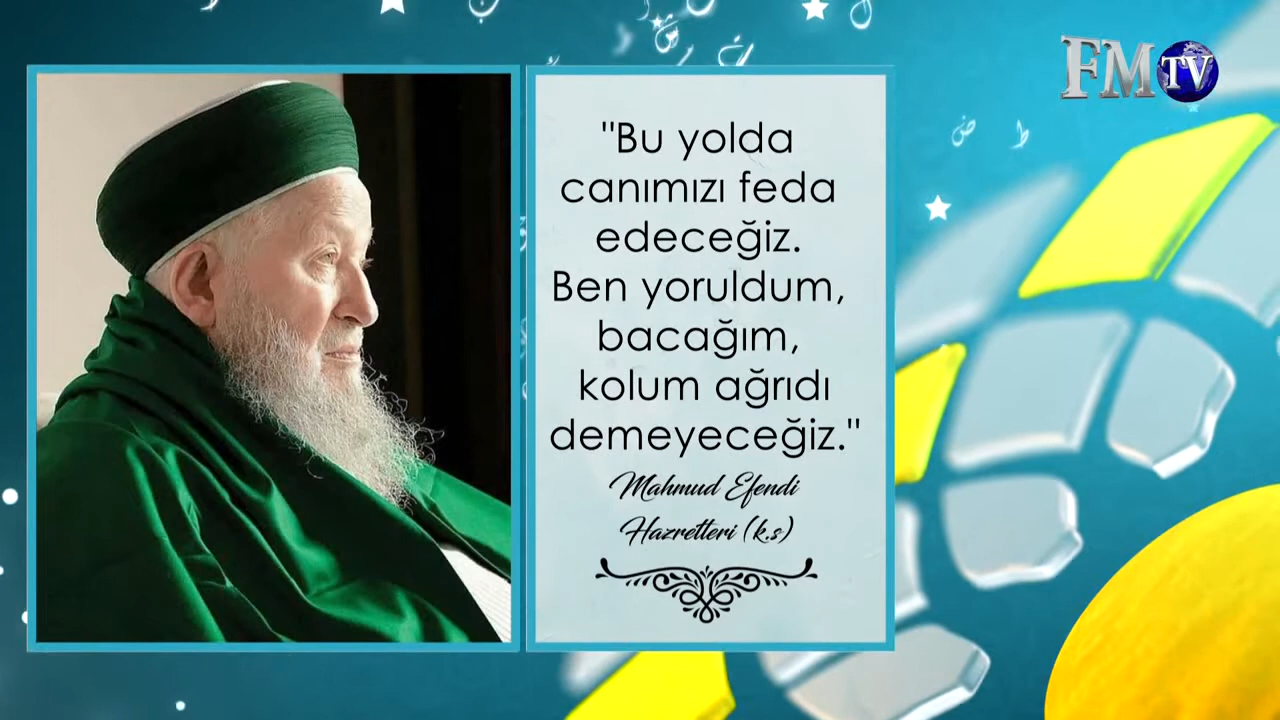 FM TV
"Bu yolda
canımızı feda
edeceğiz.
Ben yoruldum,
bacağım,
kolum ağrıdı
demeyeceğiz."
Mahmud Efendi
Hazretleri (k.s)
ض ط